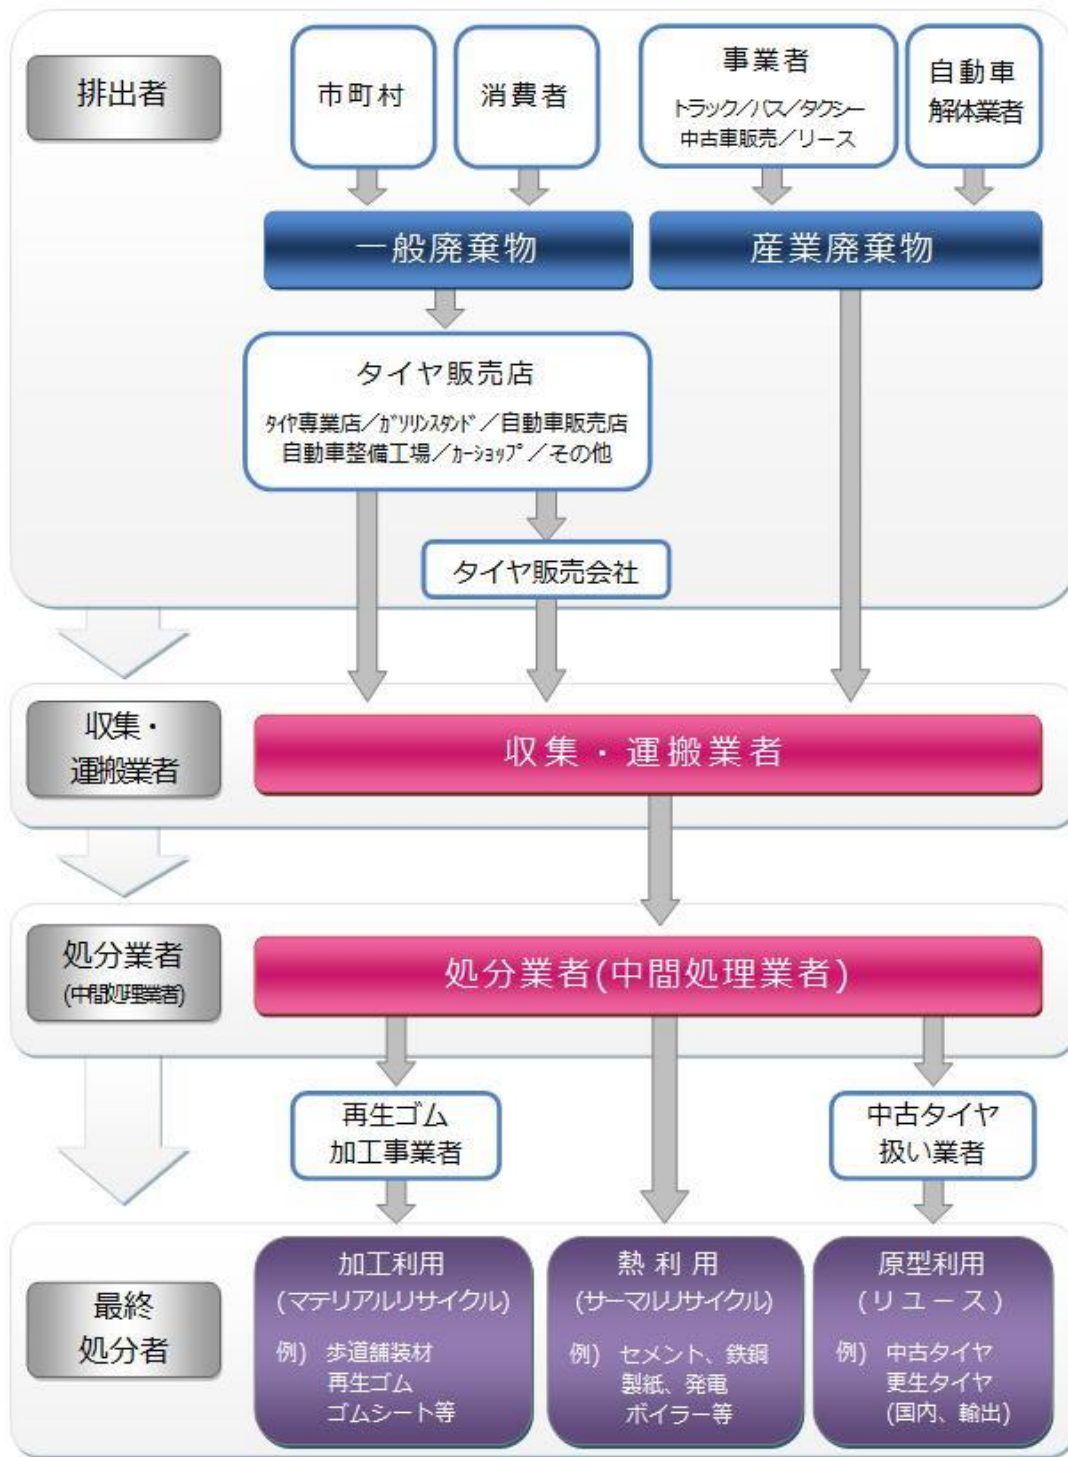 排出者
市町村
消費者
事業者
トラック／バス／タクシー
中古車販売／リース
自動車
解体業者
一般廃棄物
産業廃棄物
タイヤ販売店
ﾀｲﾔ専業店／ｶﾞｿﾘﾝｽﾀﾝﾄﾞ／自動車販売店
自動車整備工場／ｶｰｼｮｯﾌﾟ／その他
タイヤ販売会社
収集・
運搬業者
収集・運搬業者
処分業者
(中間処理業者)
処分業者(中間処理業者)
再生ゴム
加工事業者
中古タイヤ
扱い業者
最終
処分者
加工利用
(マテリアルリサイクル)
例) 歩道舗装材
再生ゴム
ゴムシート等
熱利用
(サーマルリサイクル)
例) セメント、鉄鋼
製紙、発電
ボイラー等
原型利用
(リユース)
例) 中古タイヤ
更生タイヤ
(国内、輸出)